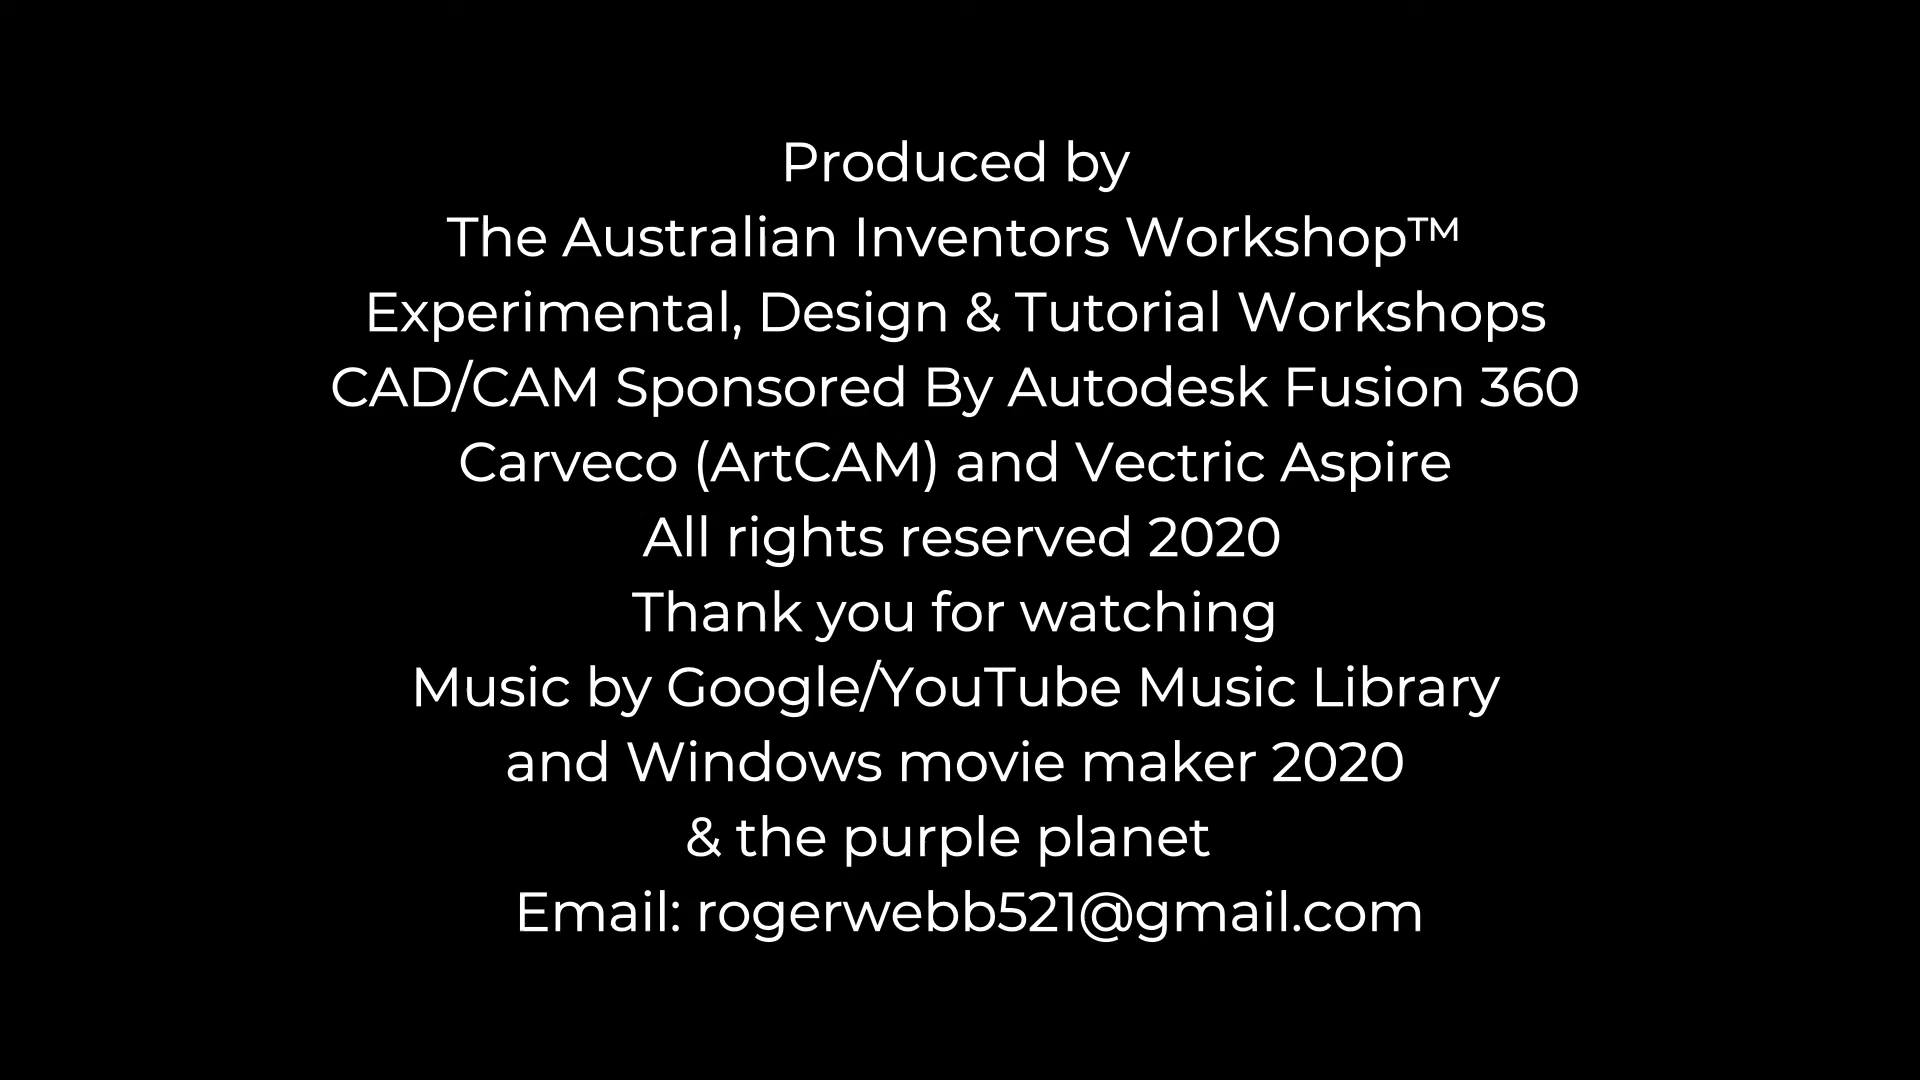 Produced by
The Australian Inventors Workshop™
Experimental, Design & Tutorial Workshops
CAD/CAM Sponsored By Autodesk Fusion 360
Carveco (ArtCAM) and Vectric Aspire
All rights reserved 2020
Thank you for watching
Music by Google/YouTube Music Library
and Windows movie maker 2020
& the purple planet
Email: rogerwebb521@gmail.com